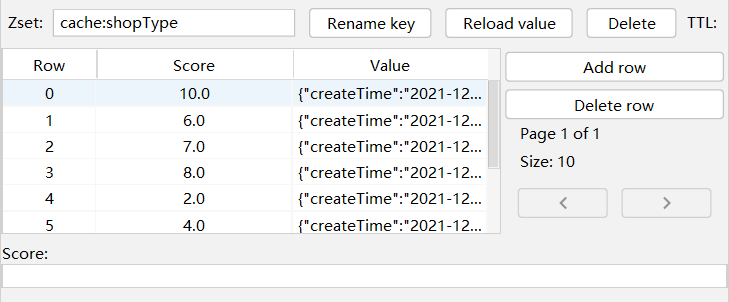 Zset: cache:shopType Rename key Reload value Delete TTL:
Row Score Value
0 10.0 {"createTime":"2021-12...
1 6.0 {"createTime":"2021-12...
2 7.0 {"createTime":"2021-12...
3 8.0 {"createTime":"2021-12...
4 2.0 {"createTime":"2021-12...
5 4.0 {"createTime":"2021-12...
Add row
Delete row
Page 1 of 1
Size: 10
Score: